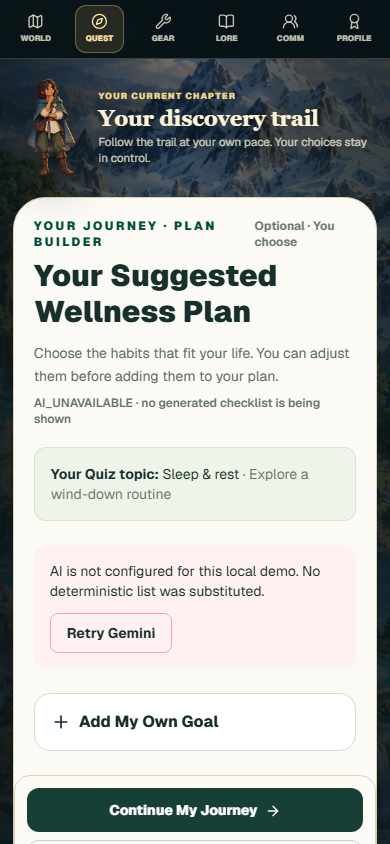 WORLD QUEST GEAR LORE COMM PROFILE
YOUR CURRENT CHAPTER
Your discovery trail
Follow the trail at your own pace. Your choices stay
in control.
YOUR JOURNEY · PLAN
BUILDER
Optional · You
choose
Your Suggested
Wellness Plan
Choose the habits that fit your life. You can adjust
them before adding them to your plan.
AI_UNAVAILABLE · no generated checklist is being
shown
Your Quiz topic: Sleep & rest · Explore a
wind-down routine
AI is not configured for this local demo. No
deterministic list was substituted.
Retry Gemini
+ Add My Own Goal
Continue My Journey →